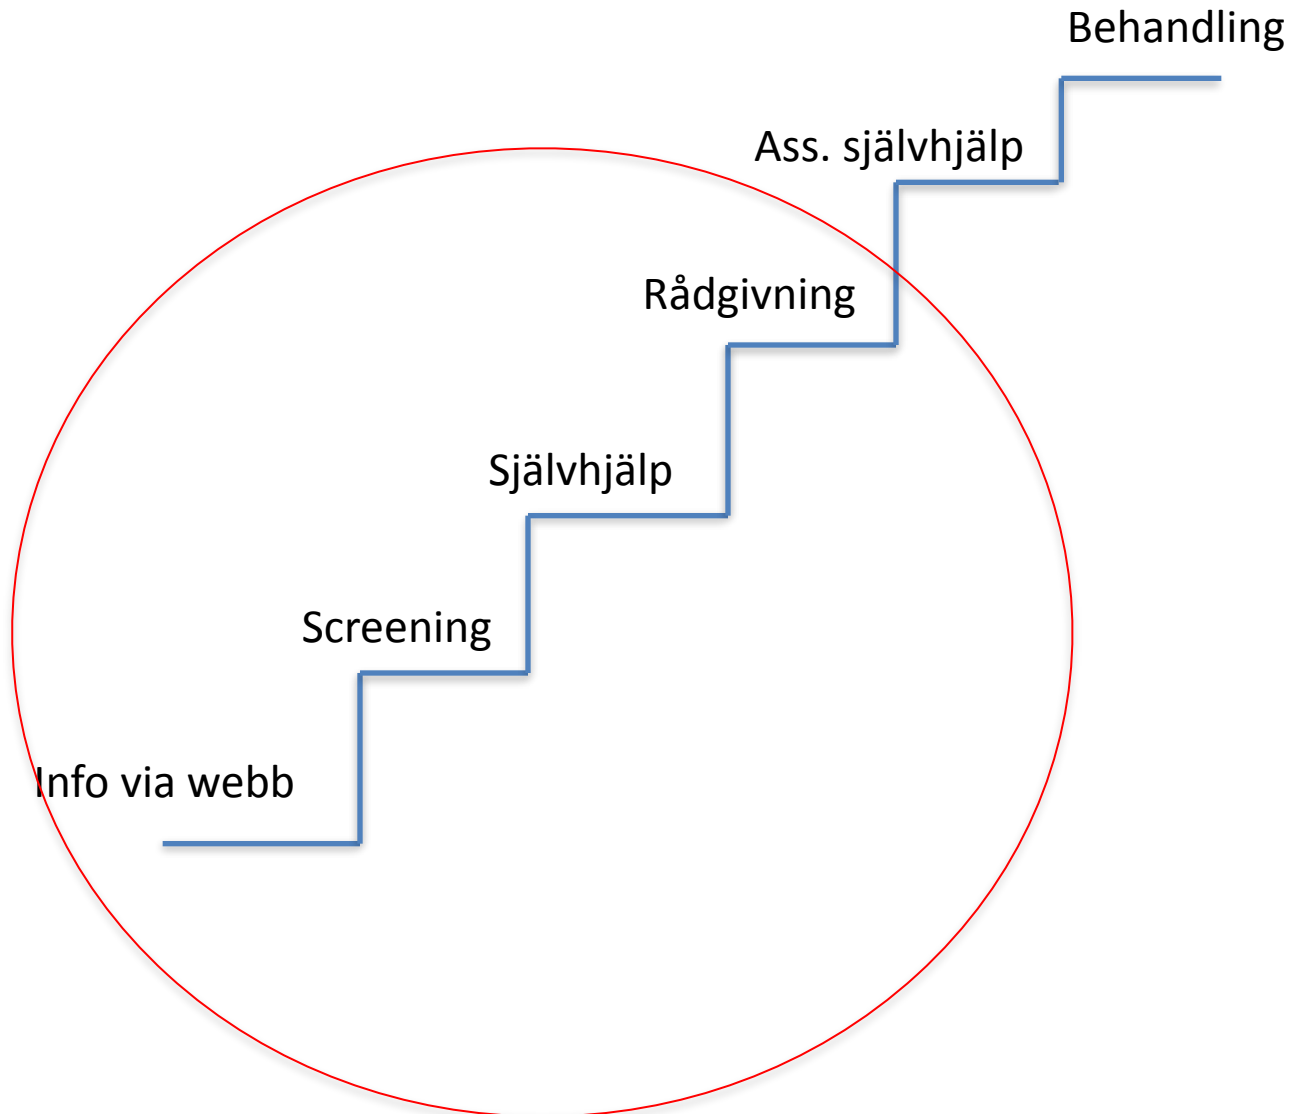 Behandling
Ass. självhjälp
Rådgivning
Självhjälp
Screening
Info via webb